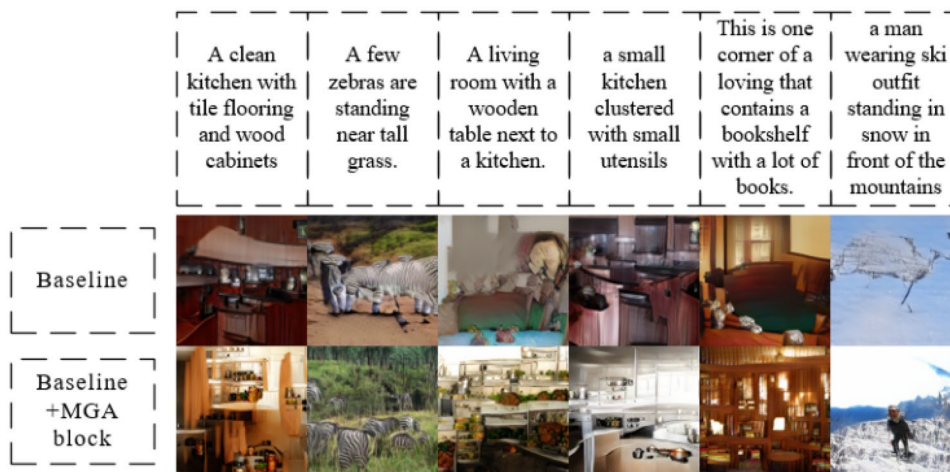 A clean
kitchen with
tile flooring
and wood
cabinets
A few
zebras are
standing
near tall
grass.
A living
room with a
wooden
table next to
a kitchen.
a small
kitchen
clustered
with small
utensils
This is one
corner of a
loving that
contains a
bookshelf
with a lot of
books.
a man
wearing ski
outfit
standing in
snow in
front of the
mountains
Baseline
Baseline
+MGA
block